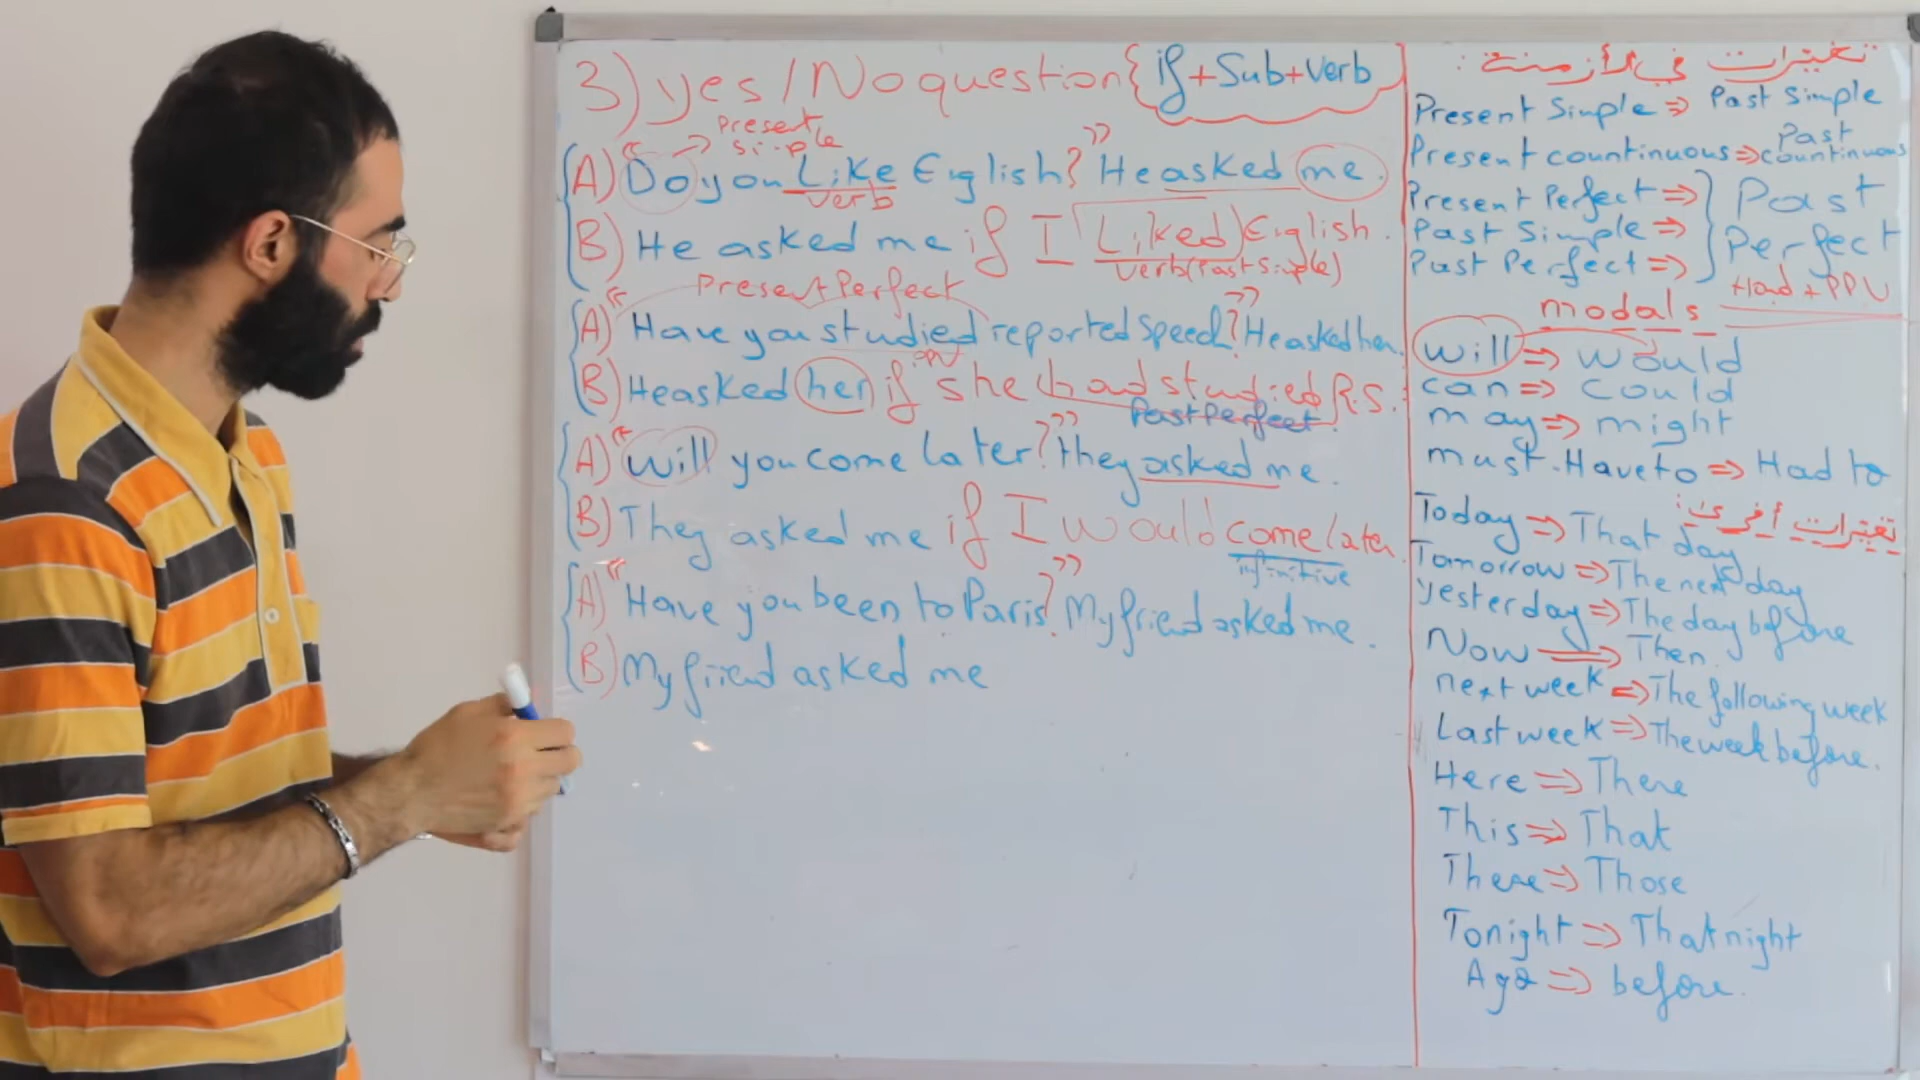 3) yes/No question { if + Sub + Verb
Present
Simple
A) "Do you Like English?" He asked me.
verb
B) He asked me if I Liked English.
Verb (Past Simple)
Present Perfect
A) "Have you studied reported speech?" He asked her.
PPV
B) He asked her if she had studied R.S.
Past Perfect.
A) "Will you come later?" They asked me.
B) They asked me if I would come later.
infinitive
A) "Have you been to Paris?" My friend asked me.
B) My friend asked me
تغيرات في الأزمنة:
Present Simple => Past Simple
Present countinuous => Past countinuous
Present Perfect =>
Past Simple =>
Past Perfect =>
Past Perfect
Had + PPV
modals
will => would
can => could
may => might
must - Have to => Had to
تغيرات أخرى:
Today => That day
Tomorrow => The next day
yesterday => The day before
Now => Then.
next week => The following week
Last week => The week before.
Here => There
This => That
These => Those
Tonight => That night
Ago => before.